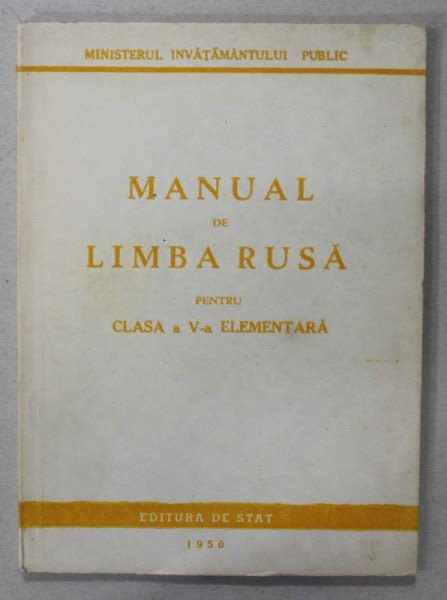 MINISTERUL INVĂȚĂMÂNTULUI PUBLIC
MANUAL
DE
LIMBA RUSĂ
PENTRU
CLASA a V-a ELEMENTARĂ
EDITURA DE STAT
1950